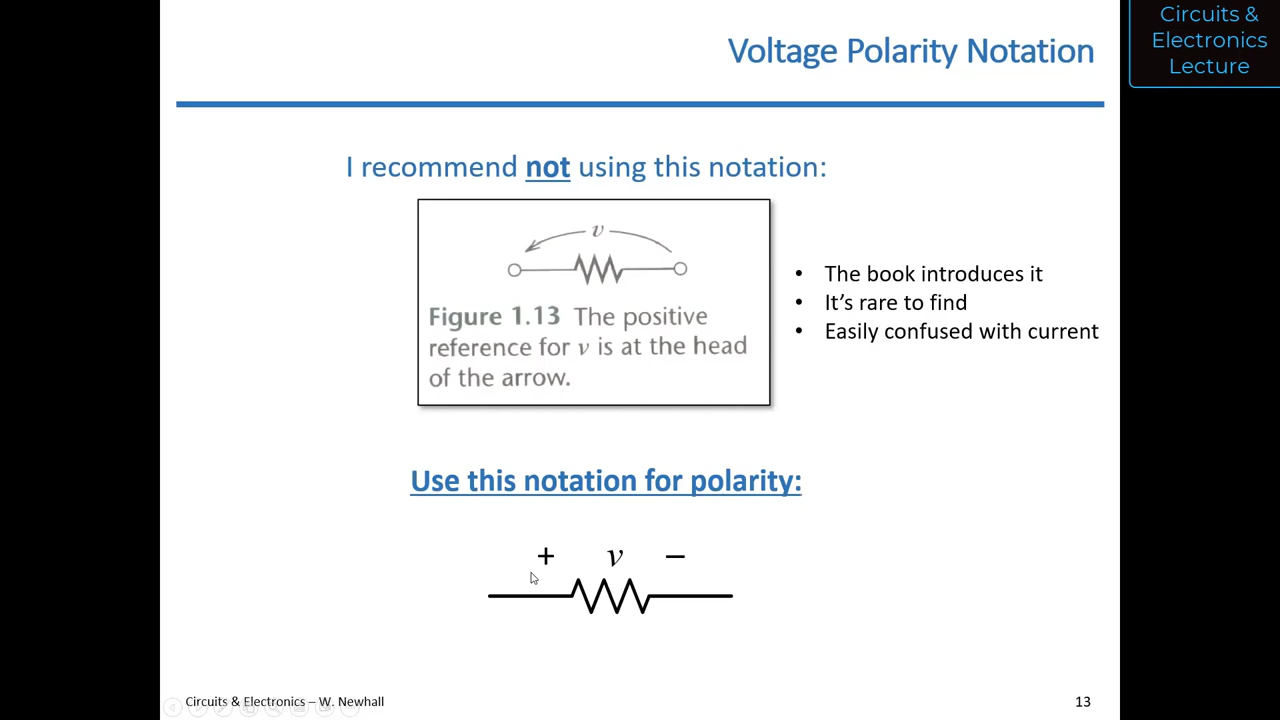 Circuits &
Electronics
Lecture
Voltage Polarity Notation
I recommend not using this notation:
v
Figure 1.13 The positive
reference for v is at the head
of the arrow.
• The book introduces it
• It’s rare to find
• Easily confused with current
Use this notation for polarity:
+ v −
Circuits & Electronics – W. Newhall
13